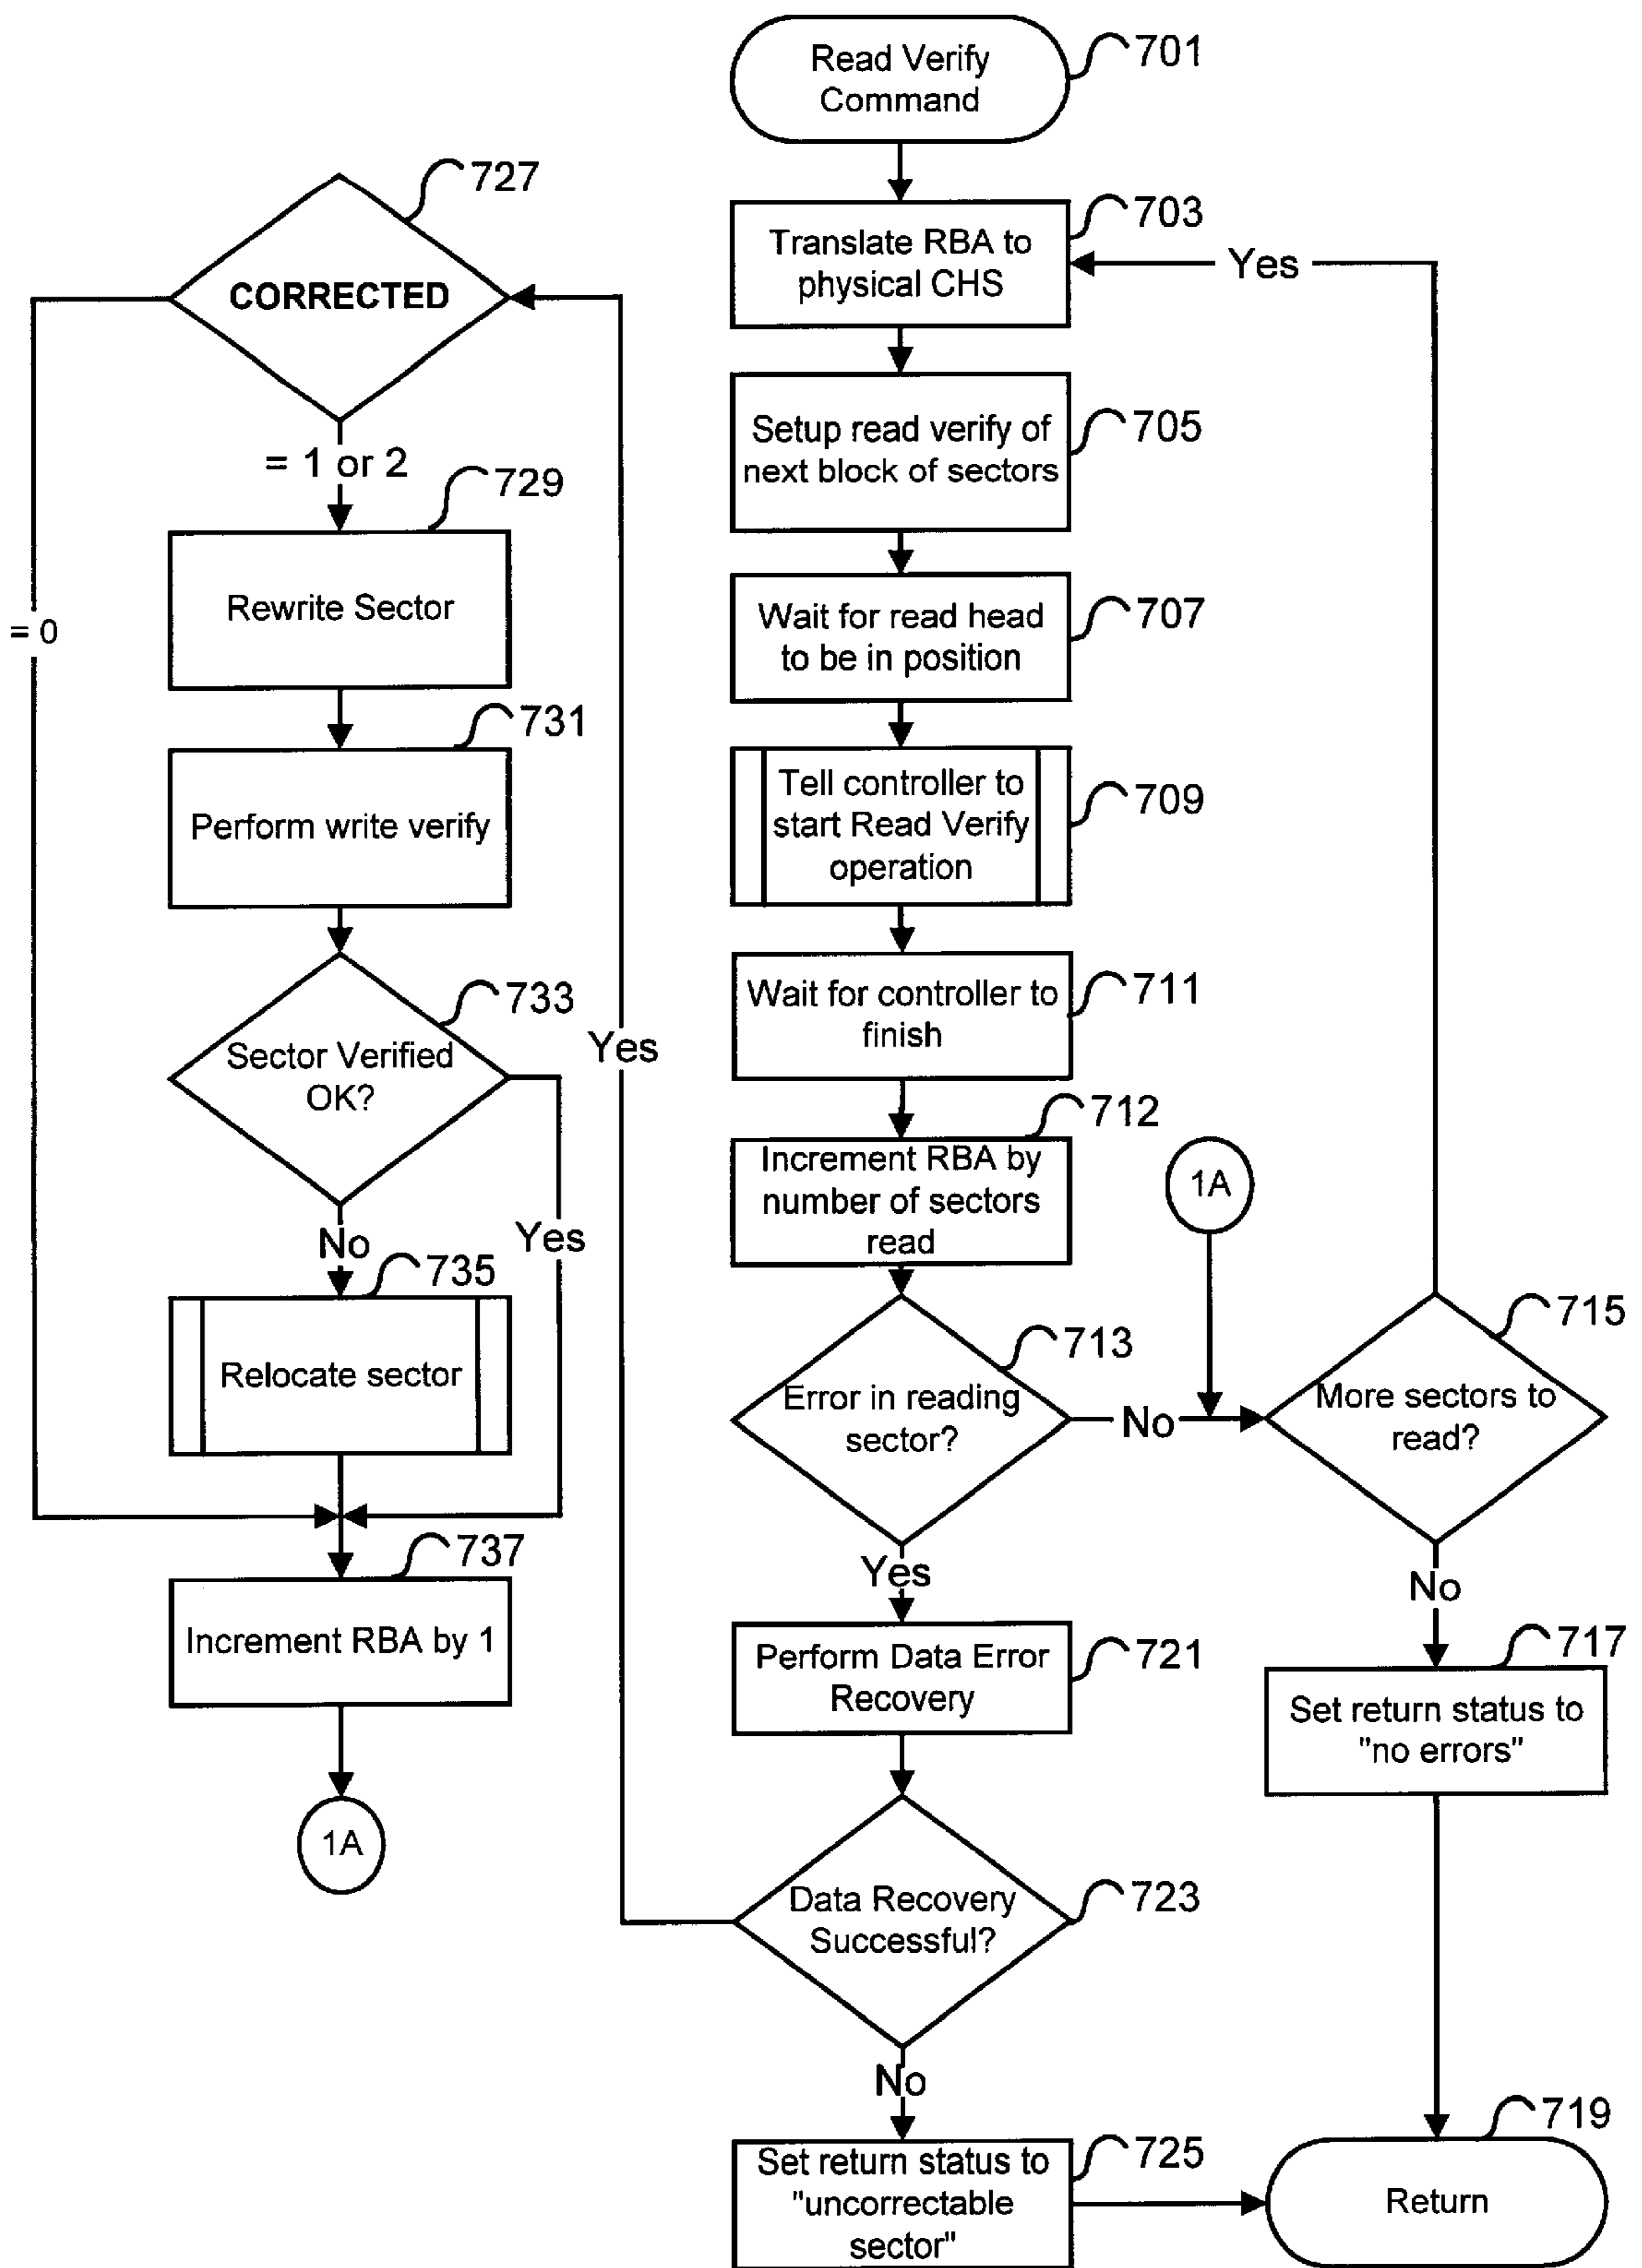 Read Verify
Command
701
Translate RBA to
physical CHS
703
Yes
Setup read verify of
next block of sectors
705
Wait for read head
to be in position
707
Tell controller to
start Read Verify
operation
709
Wait for controller to
finish
711
Increment RBA by
number of sectors
read
712
1A
Error in reading
sector?
713
No
More sectors to
read?
715
No
Set return status to
"no errors"
717
Yes
Perform Data Error
Recovery
721
Data Recovery
Successful?
723
No
Set return status to
"uncorrectable
sector"
725
Return
719
Yes
CORRECTED
727
= 0
= 1 or 2
Rewrite Sector
729
Perform write verify
731
Sector Verified
OK?
733
No
Yes
Relocate sector
735
Increment RBA by 1
737
1A